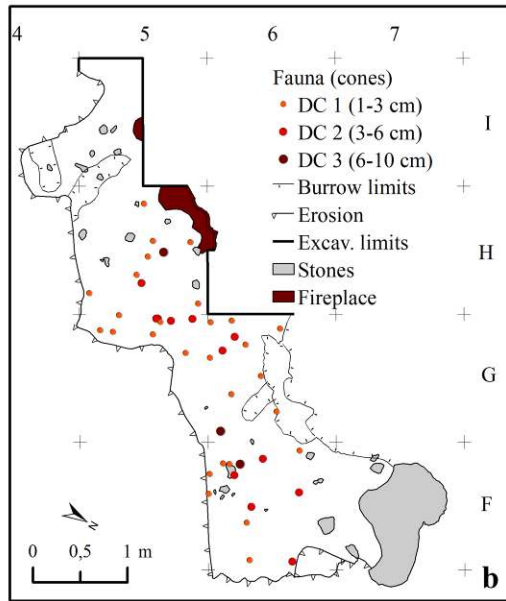 4 5 6 7
Fauna (cones)
DC 1 (1-3 cm)
I
DC 2 (3-6 cm)
DC 3 (6-10 cm)
Burrow limits
Erosion
Excav. limits
H
Stones
Fireplace
G
F
N
0 0,5 1 m
b